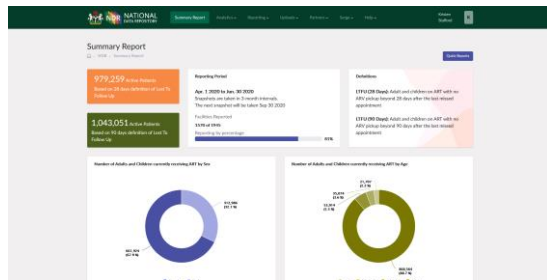 NDR NATIONAL
DATA REPOSITORY
Summary Report Analytics Reporting Updates Partners Surge Help
Summary Report
Summary Report
Quick Reports
979,259 Active Patients
Based on 28 days definition of Lost To
Follow Up
1,043,051 Active Patients
Based on 90 days definition of Lost To
Follow Up
Reporting Period
Apr. 1 2020 to Jun. 30 2020
Snapshots are taken in 3 month intervals.
The next snapshot will be taken Sep 30 2020
Facilities Reported
Reporting by percentage
Definitions
LTFU (28 Days): Adult and children on ART with no
ARV pickup beyond 28 days after the last missed
appointment
LTFU (90 Days): Adult and children on ART with no
ARV pickup beyond 90 days after the last missed
appointment
Number of Adults and Children currently receiving ART by Sex
Number of Adults and Children currently receiving ART by Age